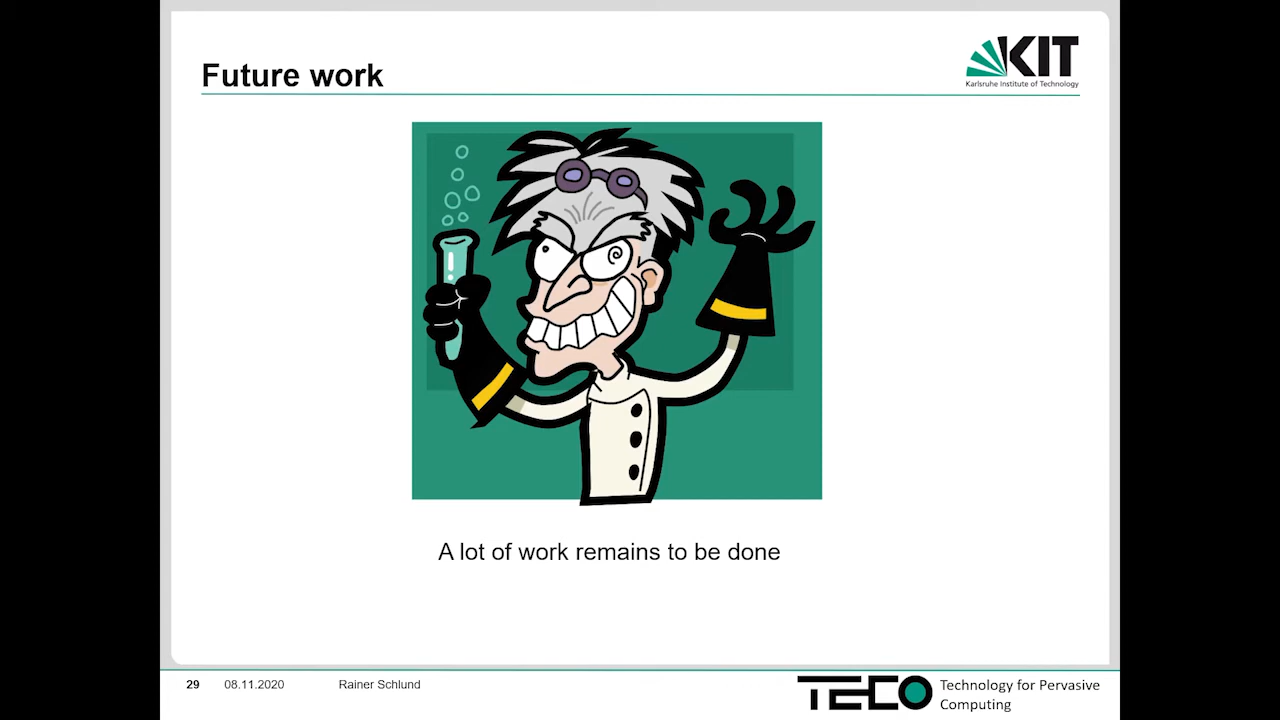 Future work
KIT
Karlsruhe Institute of Technology
A lot of work remains to be done
29 08.11.2020 Rainer Schlund
TECO
Technology for Pervasive
Computing